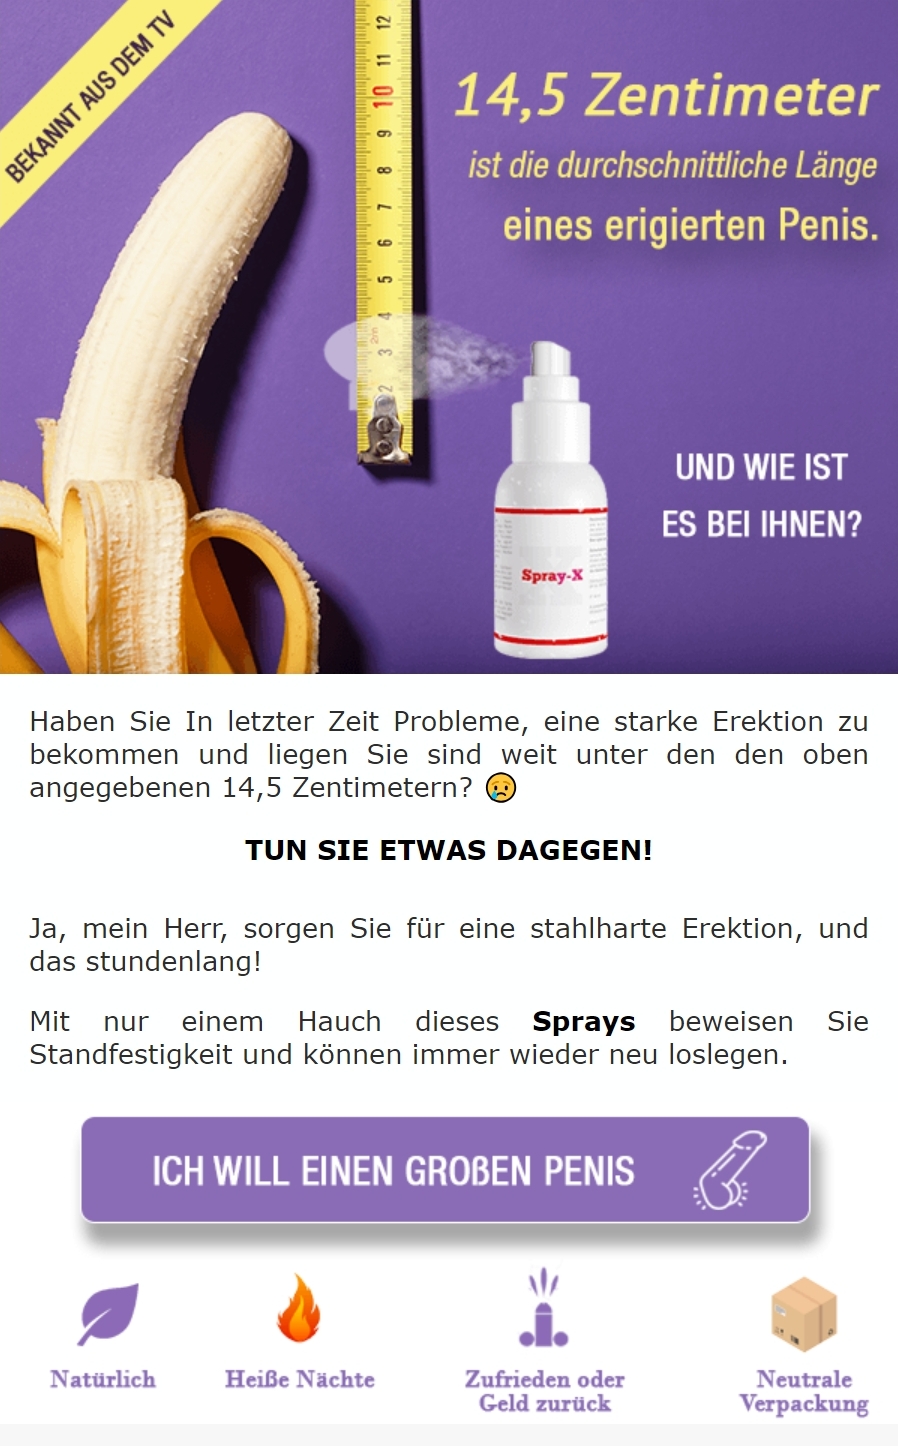 BEKANNT AUS DEM TV
12
11
10
9
8
7
6
5
4
2m
3
2
14,5 Zentimeter
ist die durchschnittliche Länge
eines erigierten Penis.
UND WIE IST
ES BEI IHNEN?
Spray-X
Haben Sie In letzter Zeit Probleme, eine starke Erektion zu
bekommen und liegen Sie sind weit unter den den oben
angegebenen 14,5 Zentimetern? 😢
TUN SIE ETWAS DAGEGEN!
Ja, mein Herr, sorgen Sie für eine stahlharte Erektion, und
das stundenlang!
Mit nur einem Hauch dieses Sprays beweisen Sie
Standfestigkeit und können immer wieder neu loslegen.
ICH WILL EINEN GROßEN PENIS
Natürlich
Heiße Nächte
Zufrieden oder
Geld zurück
Neutrale
Verpackung